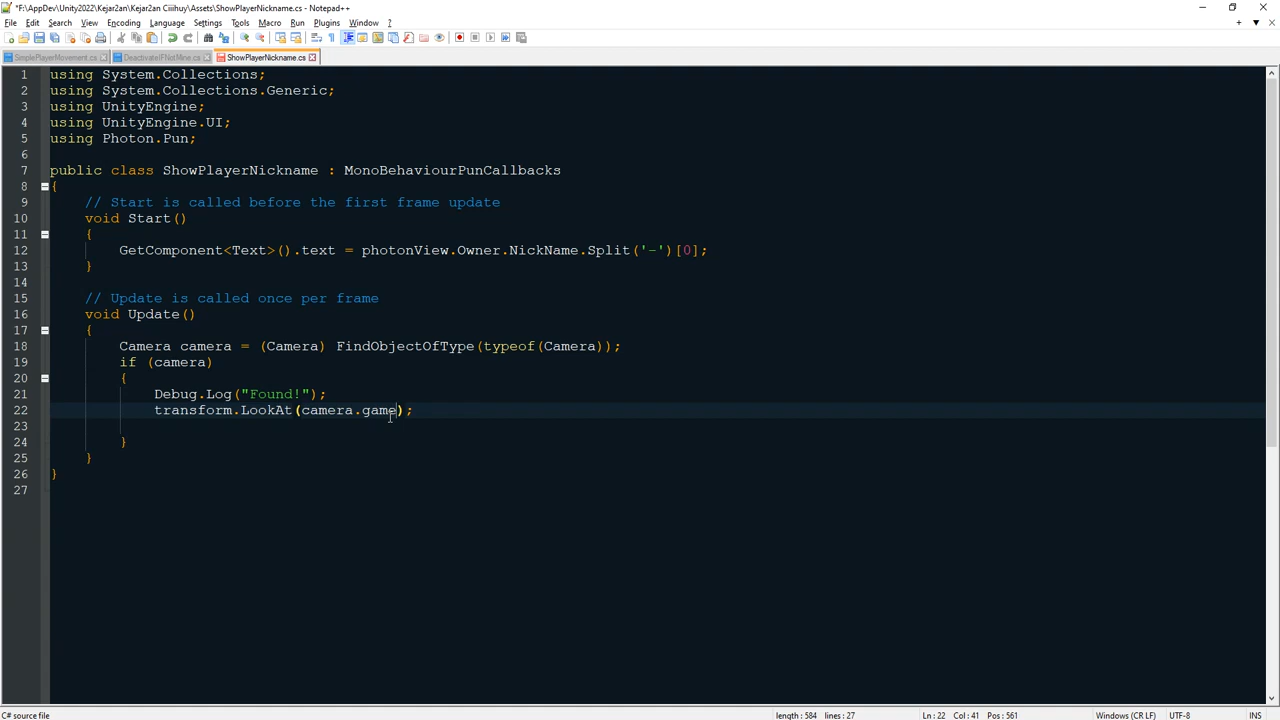 *F:\AppDev\Unity2022\Kejar2an\Kejar2an Ciiihuy\Assets\ShowPlayerNickname.cs - Notepad++
File Edit Search View Encoding Language Settings Tools Macro Run Plugins Window ?
SimplePlayerMovement.cs DeactivateIFNotMine.cs ShowPlayerNickname.cs
1 using System.Collections;
2 using System.Collections.Generic;
3 using UnityEngine;
4 using UnityEngine.UI;
5 using Photon.Pun;
6
7 public class ShowPlayerNickname : MonoBehaviourPunCallbacks
8 {
9 // Start is called before the first frame update
10 void Start()
11 {
12 GetComponent<Text>().text = photonView.Owner.NickName.Split('-')[0];
13 }
14
15 // Update is called once per frame
16 void Update()
17 {
18 Camera camera = (Camera) FindObjectOfType(typeof(Camera));
19 if (camera)
20 {
21 Debug.Log("Found!");
22 transform.LookAt(camera.game);
23
24 }
25 }
26 }
27
C# source file length : 584 lines : 27 Ln : 22 Col : 41 Pos : 561 Windows (CR LF) UTF-8 INS